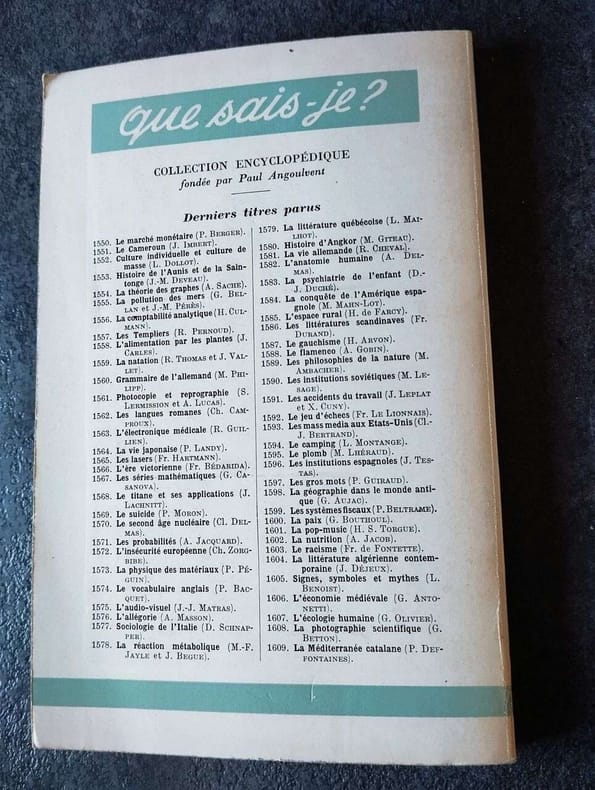 que sais-je?
COLLECTION ENCYCLOPÉDIQUE
fondée par Paul Angoulvent
Derniers titres parus
1550. Le marché monétaire (P. BERGER).
1551. Le Cameroun (J. IMBERT).
1552. Culture individuelle et culture de
masse (L. DOLLOT).
1553. Histoire de l'Aunis et de la Sain-
tonge (J.-M. DEVEAU).
1554. La théorie des graphes (A. SACHE).
1555. La pollution des mers (G. BEL-
LAN et J.-M. PÉRÈS).
1556. La comptabilité analytique (H. CUL-
MANN).
1557. Les Templiers (R. PERNOUD).
1558. L'alimentation par les plantes (J.
CARLES).
1559. La natation (R. THOMAS et J. VAL-
LET).
1560. Grammaire de l'allemand (M. PHI-
LIPP).
1561. Photocopie et reprographie (S.
LERMISSION et A. LUCAS).
1562. Les langues romanes (Ch. CAM-
PROUX).
1563. L'électronique médicale (R. GUIL-
LIEN).
1564. La vie japonaise (P. LANDY).
1565. Les lasers (Fr. HARTMANN).
1566. L'ère victorienne (Fr. BÉDARIDA).
1567. Les séries mathématiques (G. CA-
SANOVA).
1568. Le titane et ses applications (J.
LACHNITT).
1569. Le suicide (P. MORON).
1570. Le second âge nucléaire (Cl. DEL-
MAS).
1571. Les probabilités (A. JACQUARD).
1572. L'insécurité européenne (Ch. ZORG-
BIBE).
1573. La physique des matériaux (P. PÉ-
GUIN).
1574. Le vocabulaire anglais (P. BAC-
QUET).
1575. L'audio-visuel (J.-J. MATRAS).
1576. L'allégorie (A. MASSON).
1577. Sociologie de l'Italie (D. SCHNAP-
PER).
1578. La réaction métabolique (M.-F.
JAYLE et J. BEGUE).
1579. La littérature québécoise (L. MAI-
LHOT).
1580. Histoire d'Angkor (M. GITEAU).
1581. La vie allemande (R. CHEVAL).
1582. L'anatomie humaine (A. DEL-
MAS).
1583. La psychiatrie de l'enfant (D.-
J. DUCHÉ).
1584. La conquête de l'Amérique espa-
gnole (M. MAHN-LOT).
1585. L'espace rural (H. de FARCY).
1586. Les littératures scandinaves (Fr.
DURAND).
1587. Le gauchisme (H. ARVON).
1588. Le flamenco (A. GOBIN).
1589. Les philosophies de la nature (M.
AMBACHER).
1590. Les institutions soviétiques (M. LE-
SAGE).
1591. Les accidents du travail (J. LEPLAT
et X. CUNY).
1592. Le jeu d'échecs (Fr. LE LIONNAIS).
1593. Les mass media aux Etats-Unis (Cl.-
J. BERTRAND).
1594. Le camping (L. MONTANGE).
1595. Le plomb (M. LHÉRAUD).
1596. Les institutions espagnoles (J. TES-
TAS).
1597. Les gros mots (P. GUIRAUD).
1598. La géographie dans le monde anti-
que (G. AUJAC).
1599. Les systèmes fiscaux (P. BELTRAME).
1600. La paix (G. BOUTHOUL).
1601. La pop-music (H. S. TORGUE).
1602. La nutrition (A. JACOB).
1603. Le racisme (Fr. de FONTETTE).
1604. La littérature algérienne contem-
poraine (J. DÉJEUX).
1605. Signes, symboles et mythes (L.
BENOIST).
1606. L'économie médiévale (G. ANTO-
NETTI).
1607. L'écologie humaine (G. OLIVIER).
1608. La photographie scientifique (G.
BETTON).
1609. La Méditerranée catalane (P. DEF-
FONTAINES).